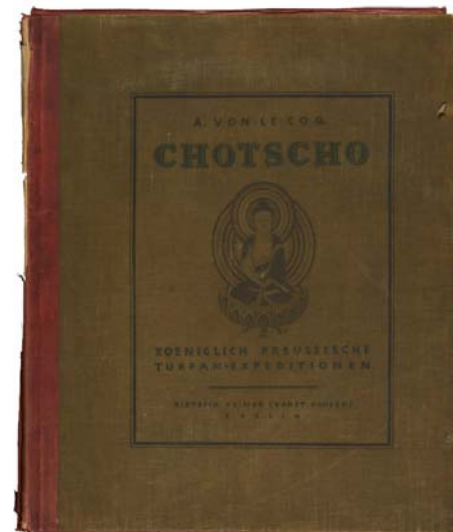 A. VON LE COQ
CHOTSCHO
KOENIGLICH PREUSSISCHE
TURFAN-EXPEDITIONEN
DIETRICH REIMER (ERNST VOHSEN)
BERLIN